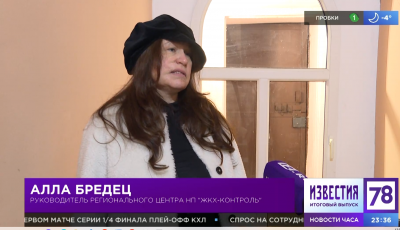 ПРОБКИ 1 -4°
АЛЛА БРЕДЕЦ
РУКОВОДИТЕЛЬ РЕГИОНАЛЬНОГО ЦЕНТРА НП "ЖКХ-КОНТРОЛЬ"
ИЗВЕСТИЯ 78
ИТОГОВЫЙ ВЫПУСК
ЕРВОМ МАТЧЕ СЕРИИ 1/4 ФИНАЛА ПЛЕЙ-ОФФ КХЛ • СПРОС НА СОТРУДН
НОВОСТИ ЧАСА 23:36